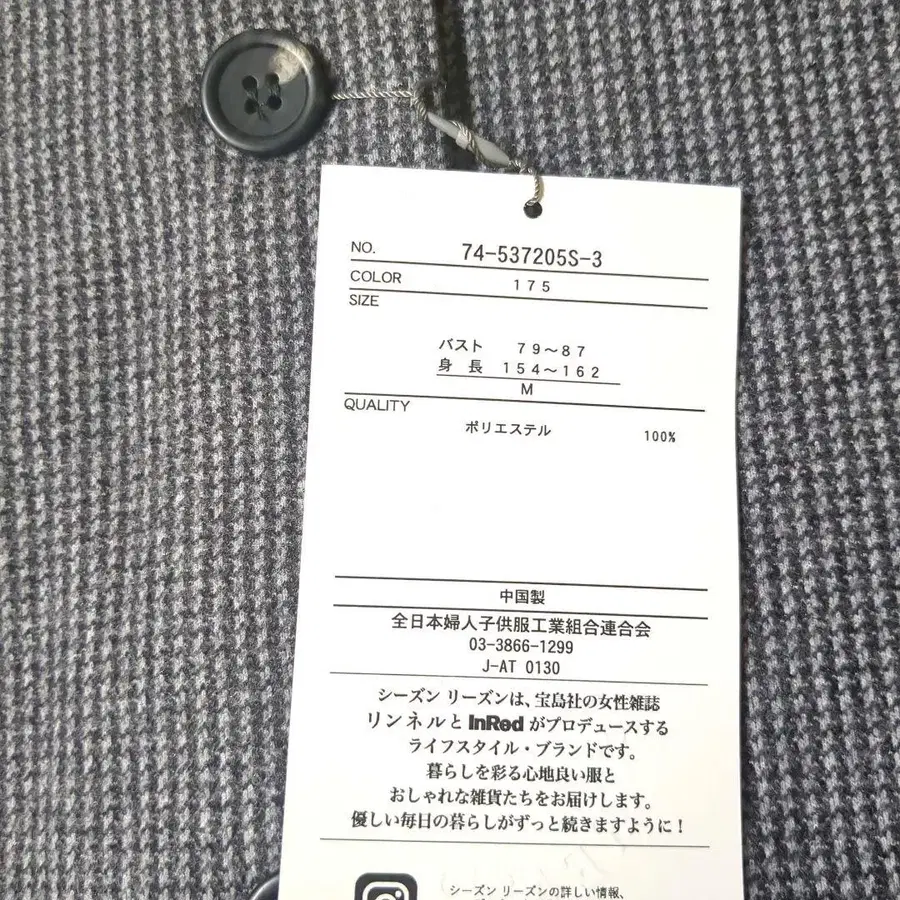 NO. 74-537205S-3
COLOR 175
SIZE
バスト 79～87
身長 154～162
M
QUALITY
ポリエステル 100%
中国製
全日本婦人子供服工業組合連合会
03-3866-1299
J-AT 0130
シーズン リーズンは、宝島社の女性雑誌
リンネルと InRed がプロデュースする
ライフスタイル・ブランドです。
暮らしを彩る心地良い服と
おしゃれな雑貨たちをお届けします。
優しい毎日の暮らしがずっと続きますように！
シーズン リーズンの詳しい情報、